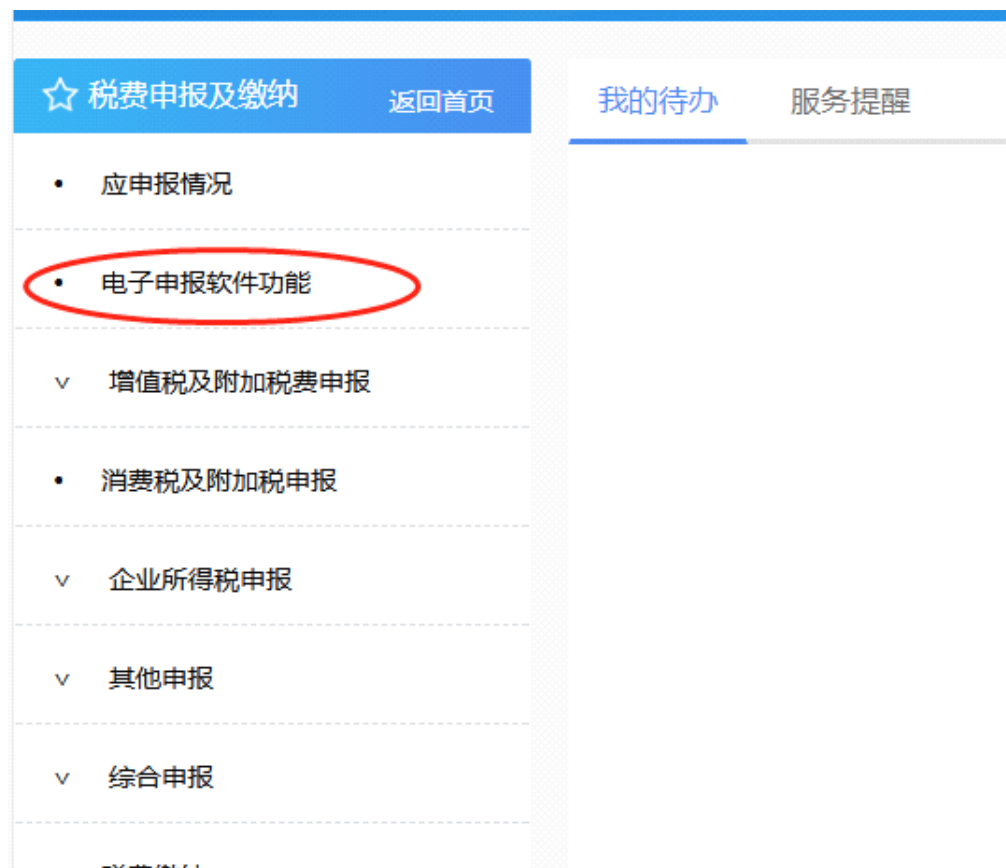 税费申报及缴纳 返回首页
我的待办 服务提醒
应申报情况
电子申报软件功能
增值税及附加税费申报
消费税及附加税申报
企业所得税申报
其他申报
综合申报